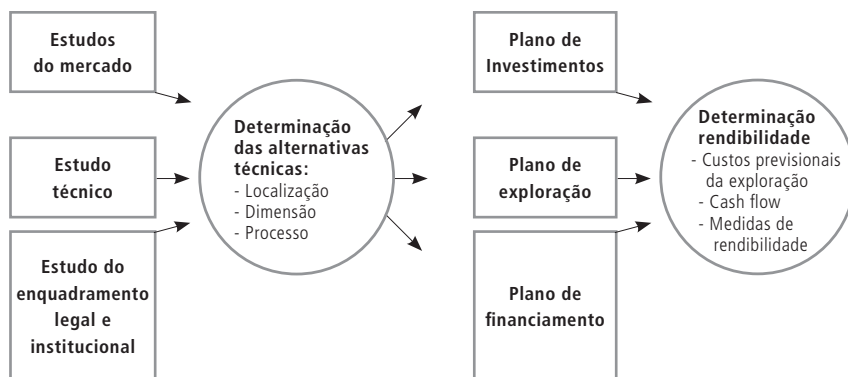 Estudos
do mercado
Estudo
técnico
Estudo do
enquadramento
legal e
institucional
Determinação
das alternativas
técnicas:
- Localização
- Dimensão
- Processo
Plano de
Investimentos
Plano de
exploração
Plano de
financiamento
Determinação
rendibilidade
- Custos previsionais
da exploração
- Cash flow
- Medidas de
rendibilidade